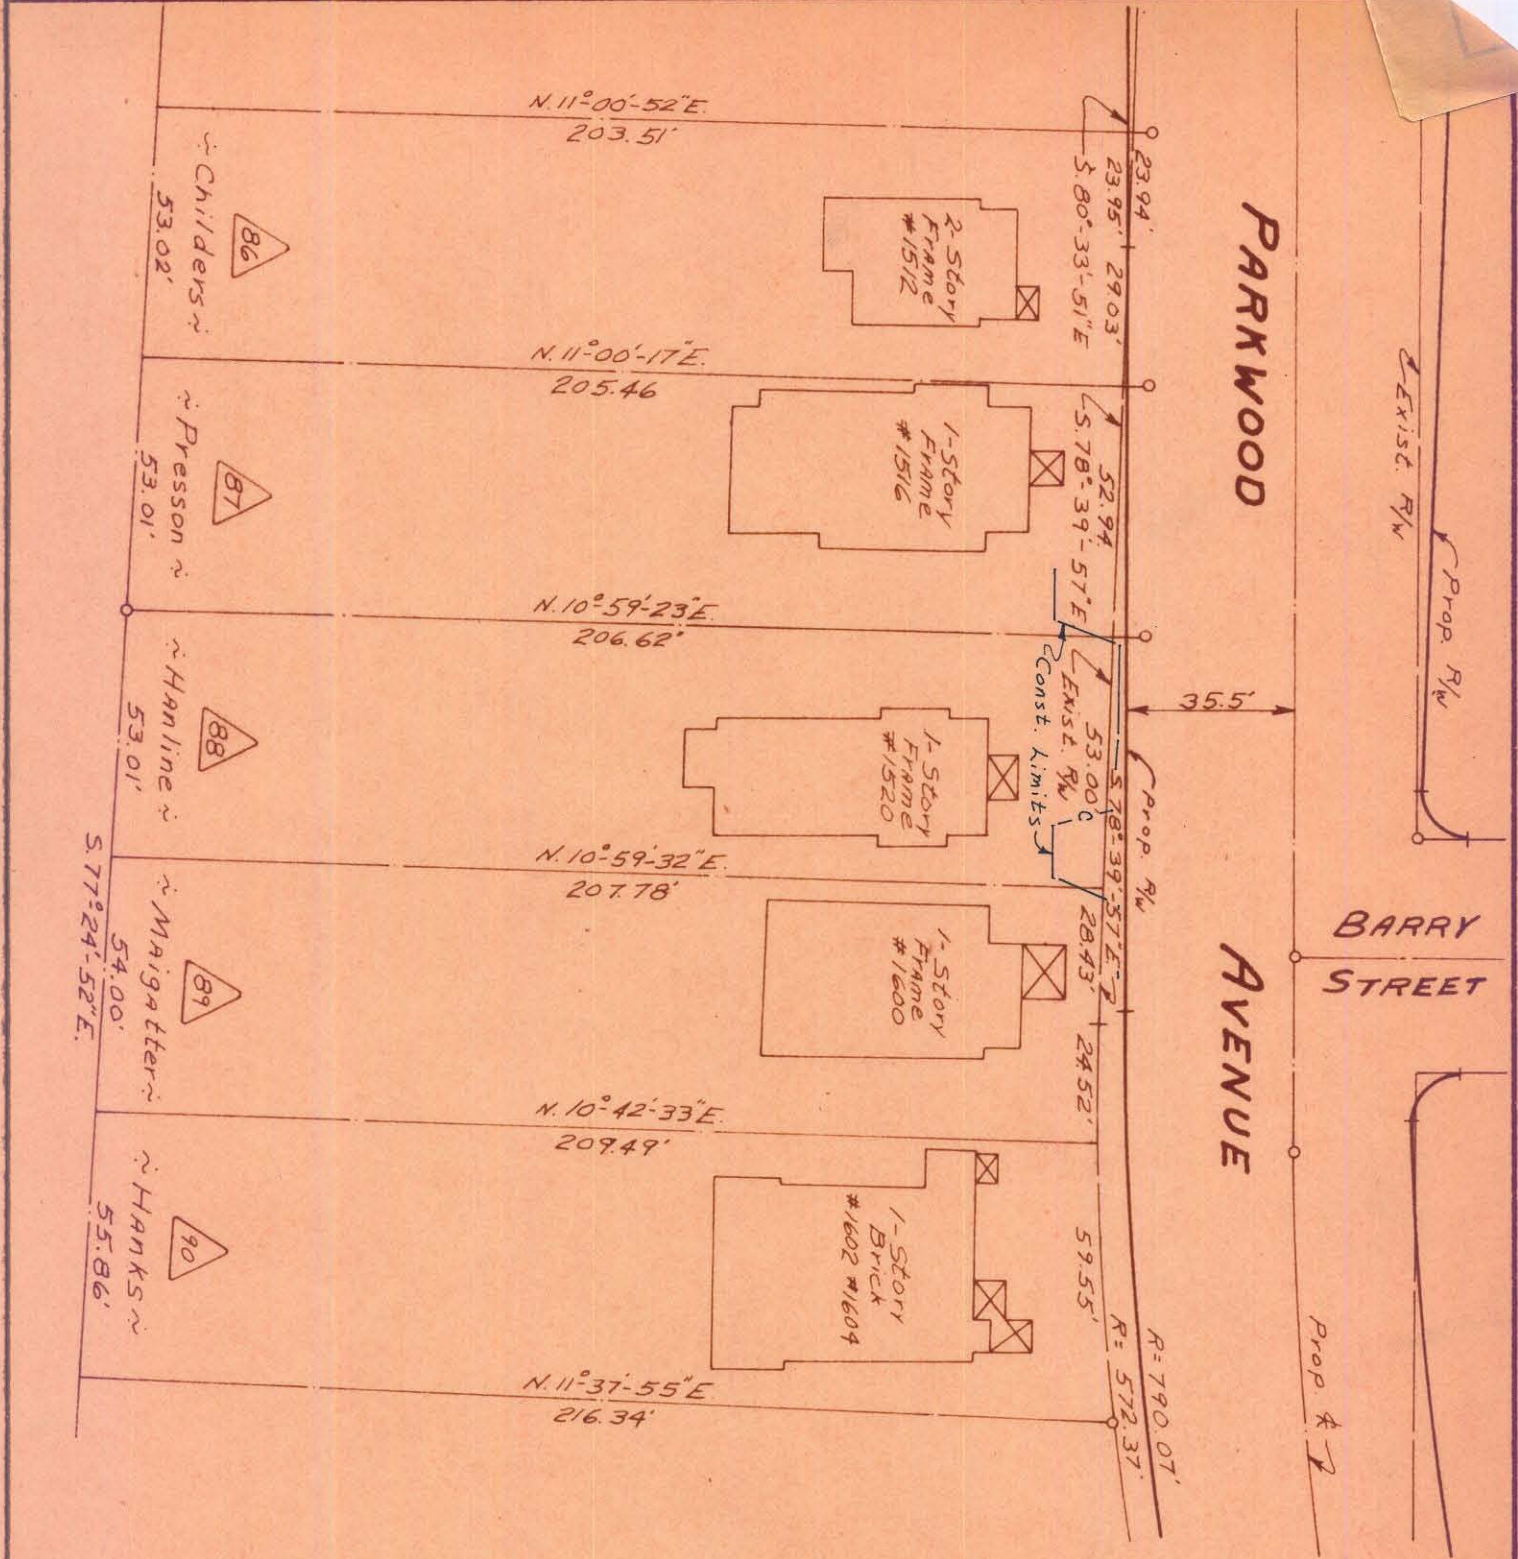 N. 11°-00'-52"E.
203.51'
23.94'
23.95'
29.03'
S. 80°-33'-51"E
2-Story
Frame
#1512
86
~Childers~
53.02'
N. 11°-00'-17"E.
205.46
52.94
S. 78°-39'-57"E
1-Story
Frame
#1516
87
~Presson~
53.01'
N. 10°-59'-23"E.
206.62'
Exist. R/W
53.00'
Const. Limits
1-Story
Frame
#1520
88
~Hanline~
53.01'
N. 10°-59'-32"E.
207.78'
S. 78°-39'-57"E.
28.43'
24.52'
1-Story
Frame
#1600
89
~Maigatter~
54.00'
S. 77°-24'-52"E.
N. 10°-42'-33"E.
209.49'
59.55'
1-Story
Brick
#1602 #1604
90
~Hanks~
55.86'
N. 11°-37'-55"E.
216.34'
R= 572.37'
R= 790.07'
PARKWOOD
AVENUE
35.5'
Prop. R/W
Exist. R/W
Prop. R/W
BARRY
STREET
Prop. ℄